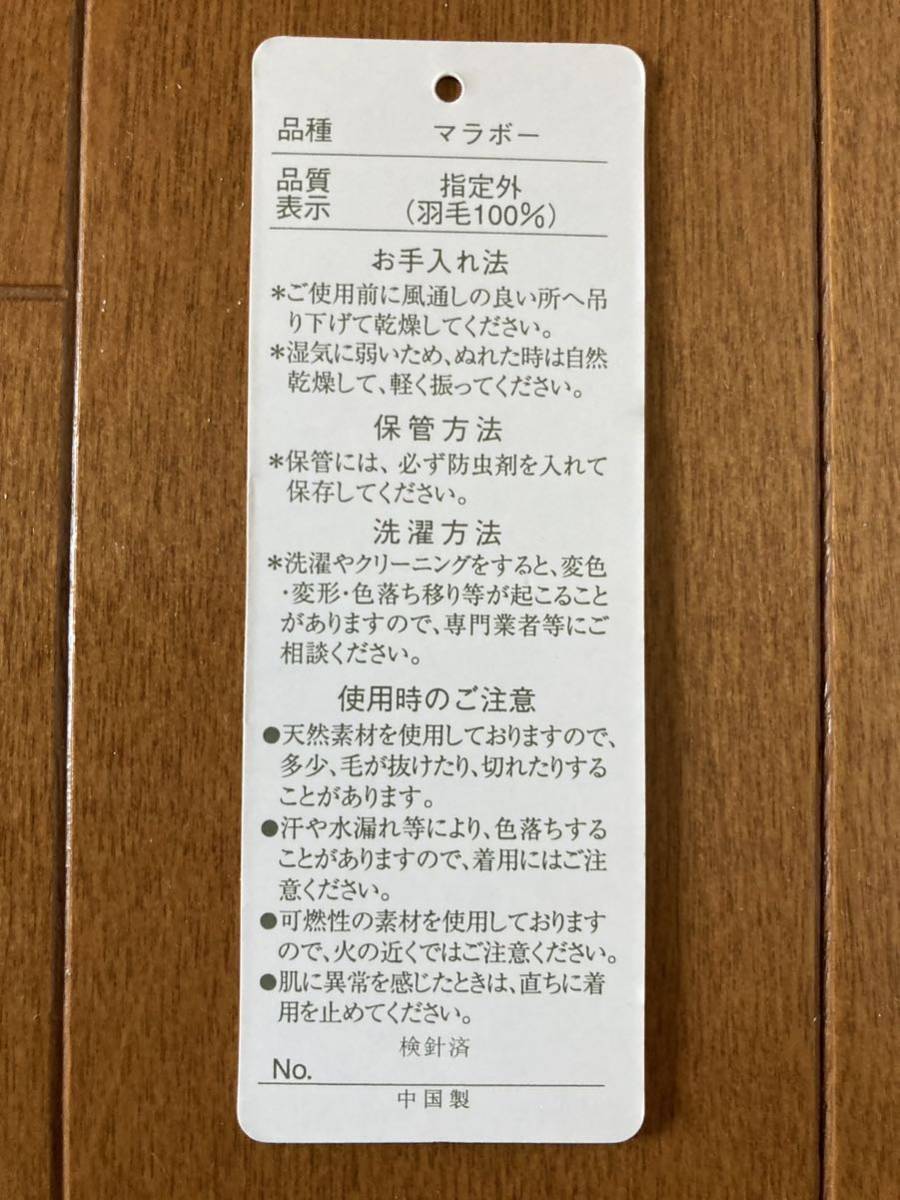 品種 マラボー
品質 指定外
表示 （羽毛100％）
お手入れ法
＊ご使用前に風通しの良い所へ吊
り下げて乾燥してください。
＊湿気に弱いため、ぬれた時は自然
乾燥して、軽く振ってください。
保管方法
＊保管には、必ず防虫剤を入れて
保存してください。
洗濯方法
＊洗濯やクリーニングをすると、変色
・変形・色落ち移り等が起こること
がありますので、専門業者等にご
相談ください。
使用時のご注意
●天然素材を使用しておりますので、
多少、毛が抜けたり、切れたりする
ことがあります。
●汗や水漏れ等により、色落ちする
ことがありますので、着用にはご注
意ください。
●可燃性の素材を使用しております
ので、火の近くではご注意ください。
●肌に異常を感じたときは、直ちに着
用を止めてください。
検針済
No.
中国製